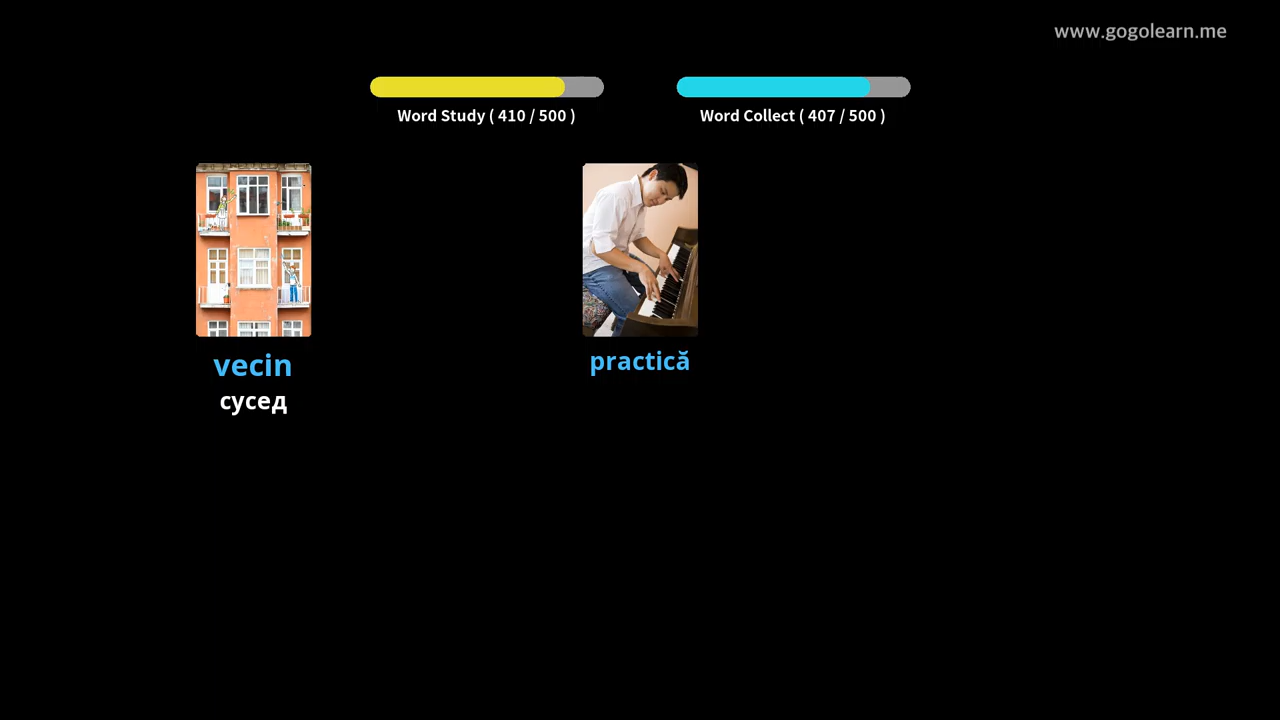 www.gogolearn.me
Word Study ( 410 / 500 )
Word Collect ( 407 / 500 )
vecin
сусед
practică